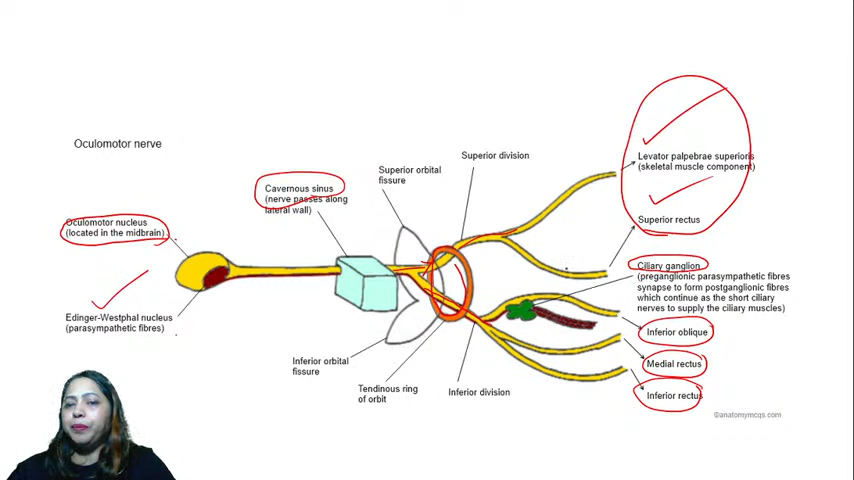 Oculomotor nerve
Superior division
Superior orbital
fissure
Cavernous sinus
(nerve passes along
lateral wall)
Oculomotor nucleus
(located in the midbrain)
Edinger-Westphal nucleus
(parasympathetic fibres)
Inferior orbital
fissure
Tendinous ring
of orbit
Inferior division
Levator palpebrae superioris
(skeletal muscle component)
Superior rectus
Ciliary ganglion
(preganglionic parasympathetic fibres
synapse to form postganglionic fibres
which continue as the short ciliary
nerves to supply the ciliary muscles)
Inferior oblique
Medial rectus
Inferior rectus
©anatomymcqs.com